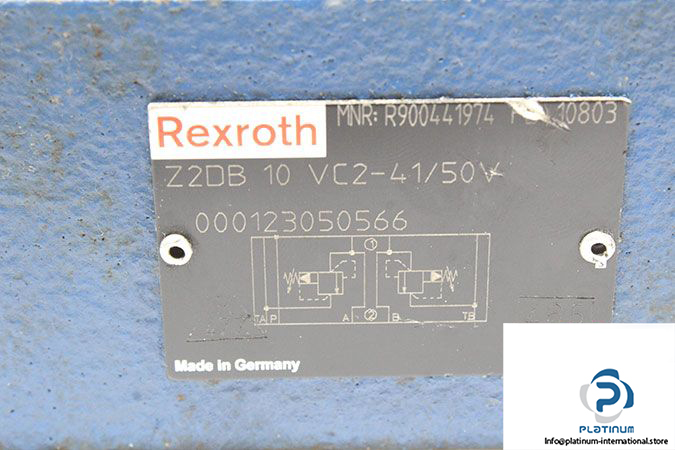 Rexroth
MNR: R900441974 FD: 10803
Z2DB 10 VC2-41/50V
000123050566
1
TA P A 2 B TB
Made in Germany
PLATINUM
info@platinum-international.store